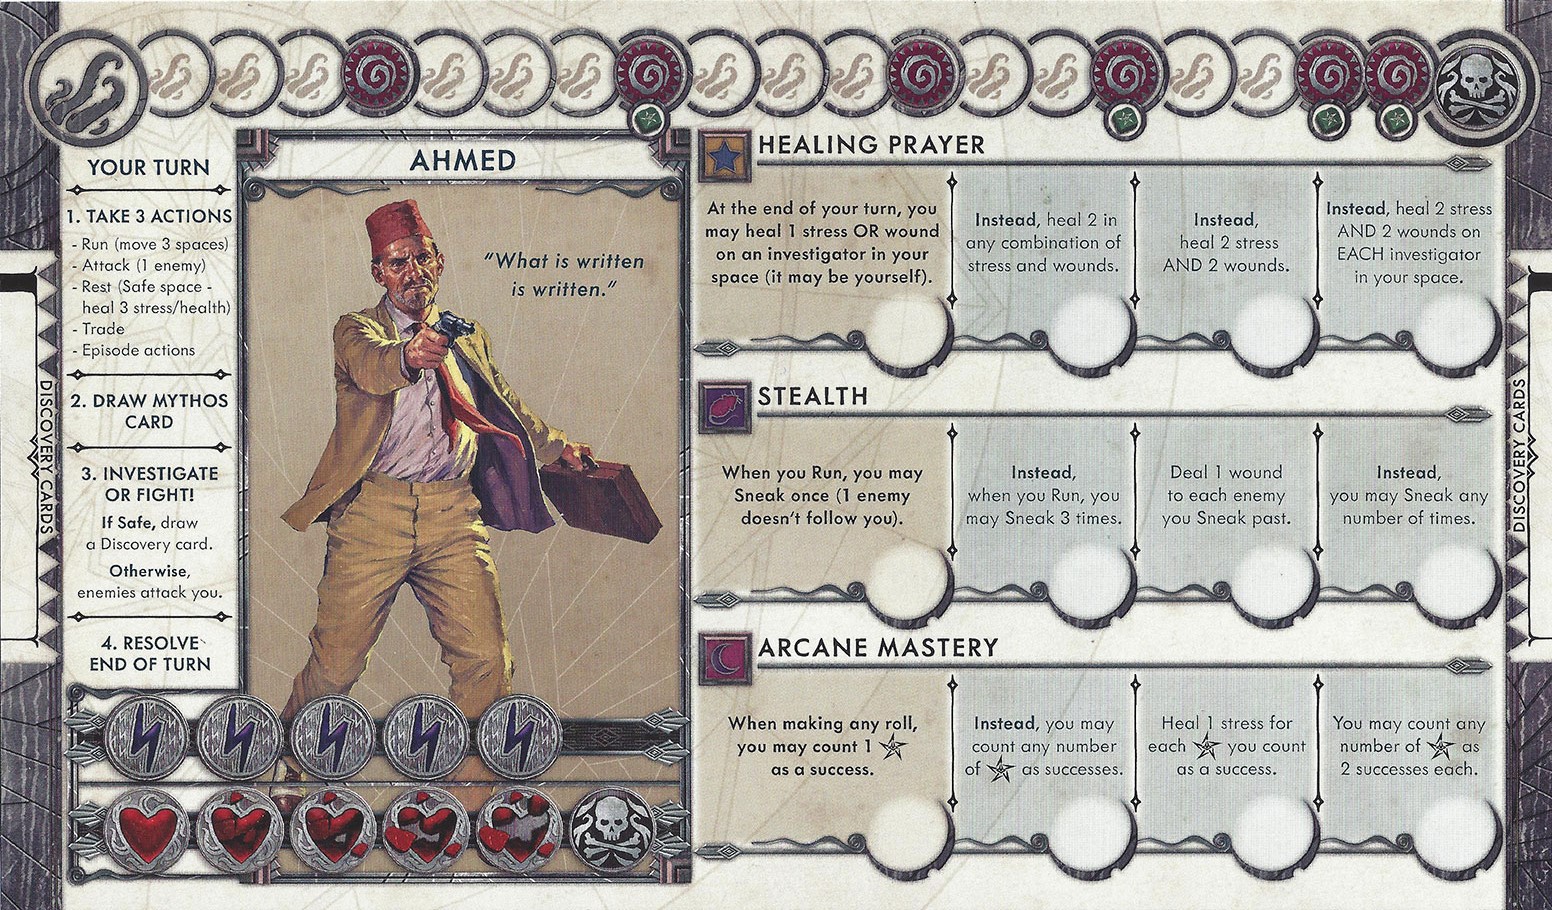 AHMED
"What is written
is written."
YOUR TURN
1. TAKE 3 ACTIONS
- Run (move 3 spaces)
- Attack (1 enemy)
- Rest (Safe space -
heal 3 stress/health)
- Trade
- Episode actions
2. DRAW MYTHOS
CARD
3. INVESTIGATE
OR FIGHT!
If Safe, draw
a Discovery card.
Otherwise,
enemies attack you.
4. RESOLVE
END OF TURN
DISCOVERY CARDS
HEALING PRAYER
At the end of your turn, you
may heal 1 stress OR wound
on an investigator in your
space (it may be yourself).
Instead, heal 2 in
any combination of
stress and wounds.
Instead,
heal 2 stress
AND 2 wounds.
Instead, heal 2 stress
AND 2 wounds on
EACH investigator
in your space.
STEALTH
When you Run, you may
Sneak once (1 enemy
doesn't follow you).
Instead,
when you Run, you
may Sneak 3 times.
Deal 1 wound
to each enemy
you Sneak past.
Instead,
you may Sneak any
number of times.
ARCANE MASTERY
When making any roll,
you may count 1
as a success.
Instead, you may
count any number
of as successes.
Heal 1 stress for
each you count
as a success.
You may count any
number of as
2 successes each.
DISCOVERY CARDS